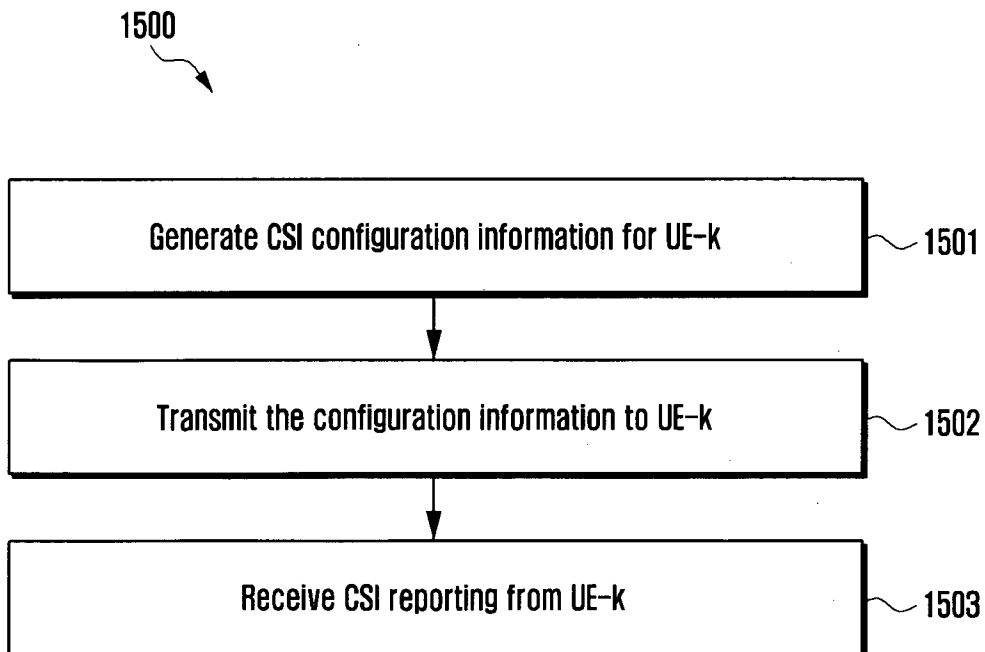 1500
Generate CSI configuration information for UE-k
1501
Transmit the configuration information to UE-k
1502
Receive CSI reporting from UE-k
1503